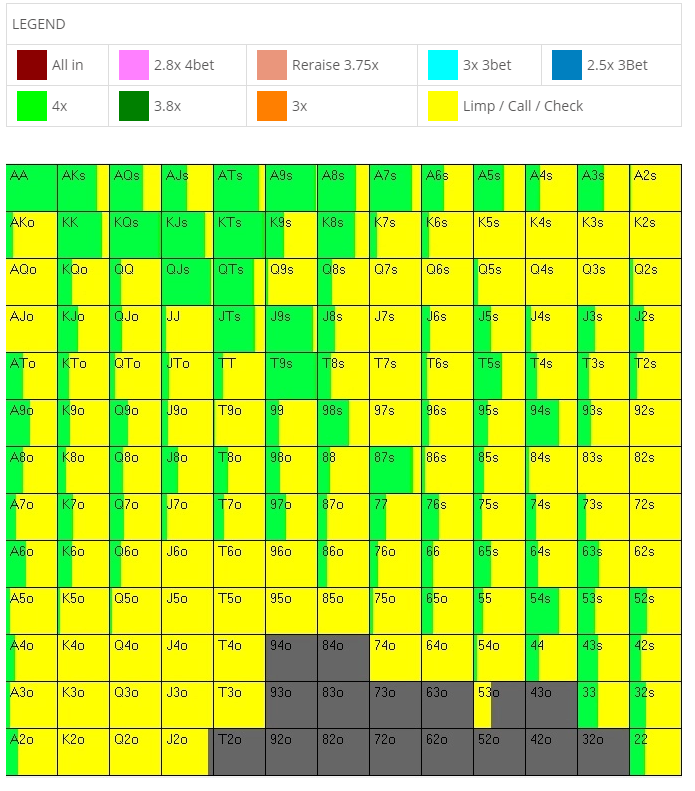 LEGEND
All in 2.8x 4bet Reraise 3.75x 3x 3bet 2.5x 3Bet
4x 3.8x 3x Limp / Call / Check
AA AKs AQs AJs ATs A9s A8s A7s A6s A5s A4s A3s A2s
AKo KK KQs KJs KTs K9s K8s K7s K6s K5s K4s K3s K2s
AQo KQo QQ QJs QTs Q9s Q8s Q7s Q6s Q5s Q4s Q3s Q2s
AJo KJo QJo JJ JTs J9s J8s J7s J6s J5s J4s J3s J2s
ATo KTo QTo JTo TT T9s T8s T7s T6s T5s T4s T3s T2s
A9o K9o Q9o J9o T9o 99 98s 97s 96s 95s 94s 93s 92s
A8o K8o Q8o J8o T8o 98o 88 87s 86s 85s 84s 83s 82s
A7o K7o Q7o J7o T7o 97o 87o 77 76s 75s 74s 73s 72s
A6o K6o Q6o J6o T6o 96o 86o 76o 66 65s 64s 63s 62s
A5o K5o Q5o J5o T5o 95o 85o 75o 65o 55 54s 53s 52s
A4o K4o Q4o J4o T4o 94o 84o 74o 64o 54o 44 43s 42s
A3o K3o Q3o J3o T3o 93o 83o 73o 63o 53o 43o 33 32s
A2o K2o Q2o J2o T2o 92o 82o 72o 62o 52o 42o 32o 22